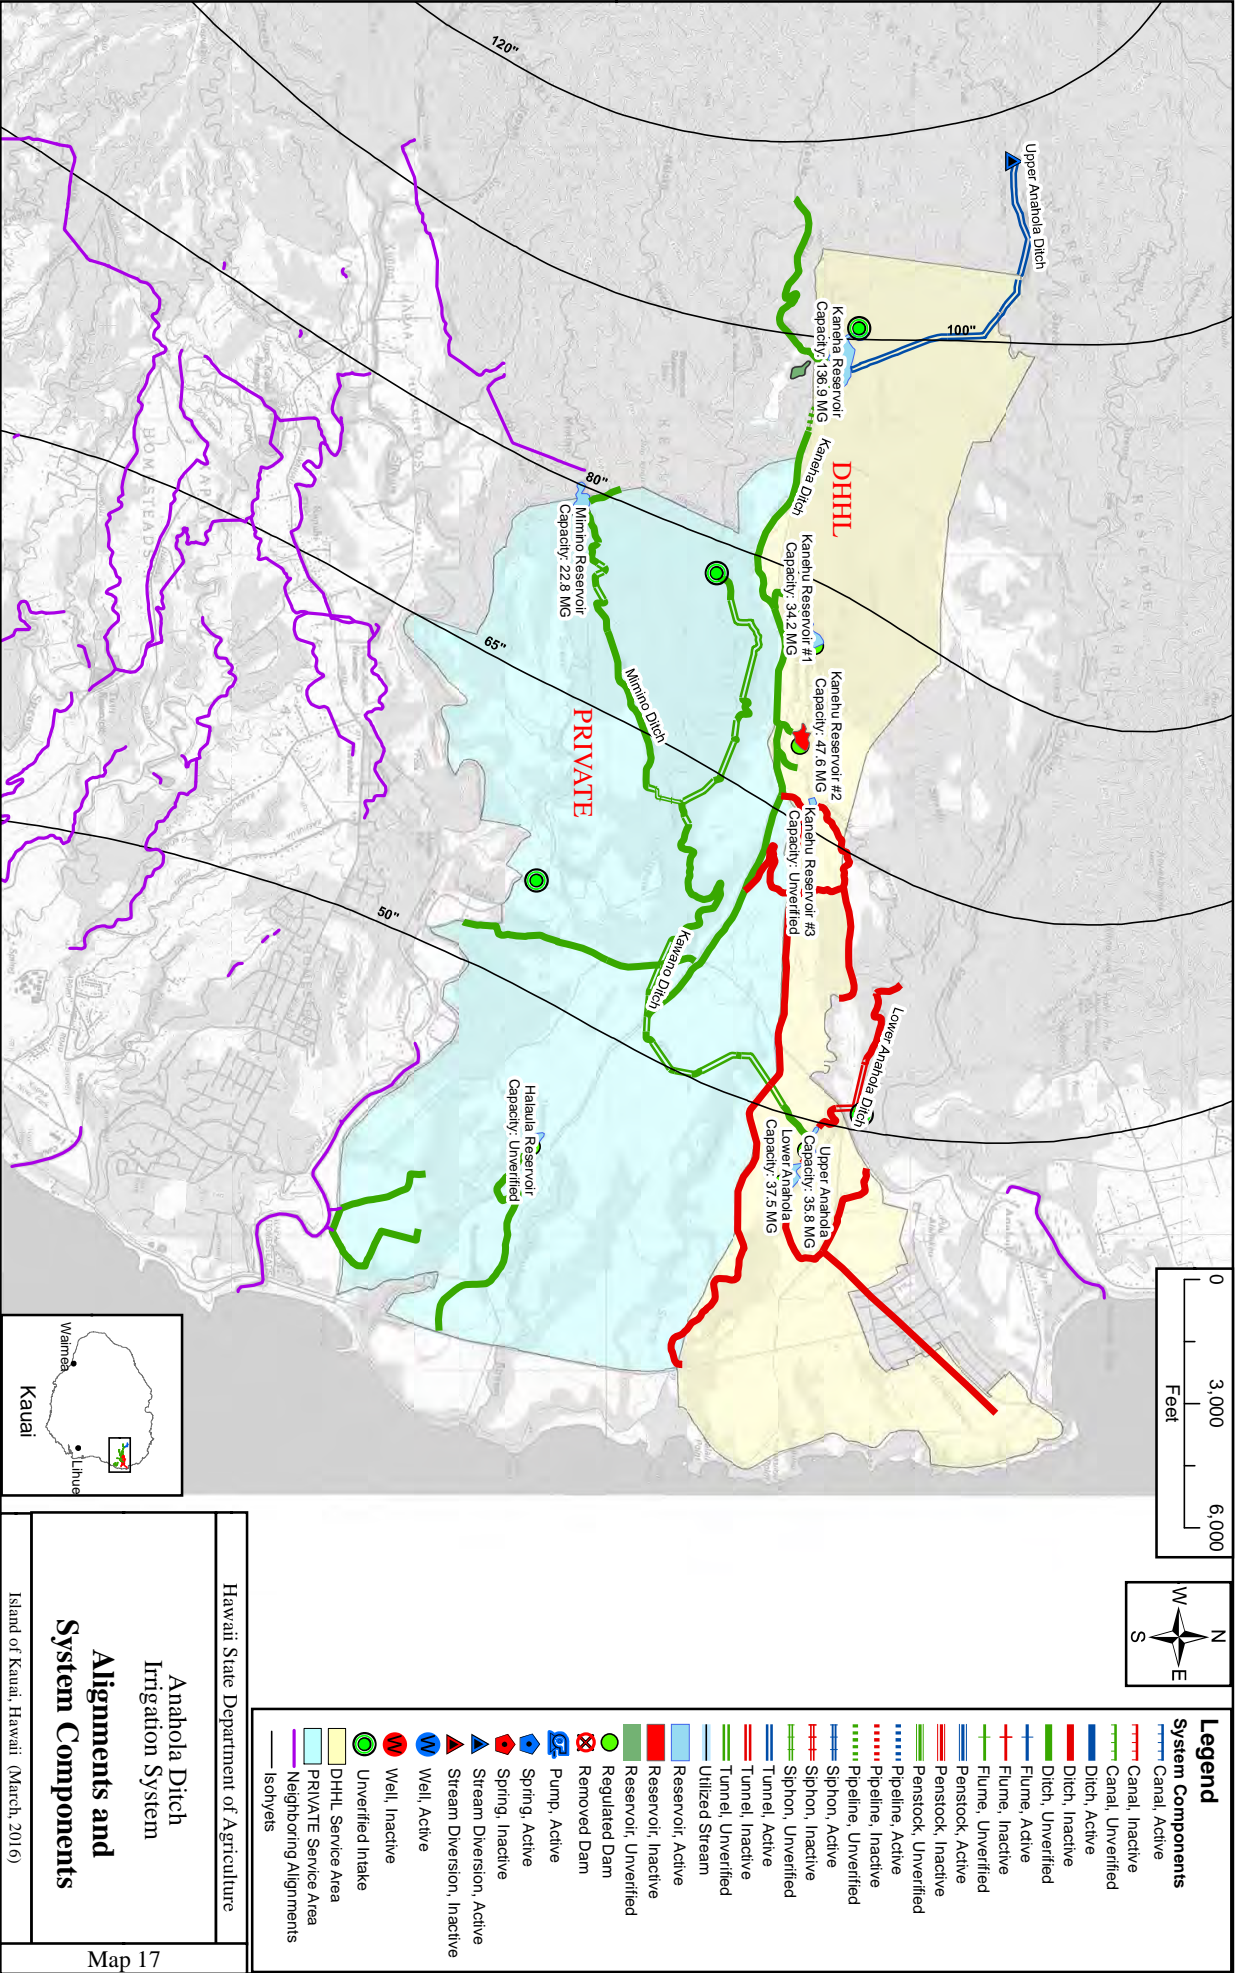 120"
Upper Anahola Ditch
100"
Kaneha Reservoir
Capacity: 136.9 MG
Kaneha Ditch
DHHL
80"
Mimino Reservoir
Capacity: 22.8 MG
Kanehu Reservoir #1
Capacity: 34.2 MG
Kanehu Reservoir #2
Capacity: 47.6 MG
65"
Mimino Ditch
PRIVATE
Kanehu Reservoir #3
Capacity: Unverified
50"
Kawano Ditch
Lower Anahola Ditch
Halaula Reservoir
Capacity: Unverified
Upper Anahola
Capacity: 35.8 MG
Lower Anahola
Capacity: 37.5 MG
0 3,000 6,000
Feet
N
W E
S
Waimea
Lihue
Kauai
Legend
System Components
Canal, Active
Canal, Inactive
Canal, Unverified
Ditch, Active
Ditch, Inactive
Ditch, Unverified
Flume, Active
Flume, Inactive
Flume, Unverified
Penstock, Active
Penstock, Inactive
Penstock, Unverified
Pipeline, Active
Pipeline, Inactive
Pipeline, Unverified
Siphon, Active
Siphon, Inactive
Siphon, Unverified
Tunnel, Active
Tunnel, Inactive
Tunnel, Unverified
Utilized Stream
Reservoir, Active
Reservoir, Inactive
Reservoir, Unverified
Regulated Dam
Removed Dam
Pump, Active
Spring, Active
Spring, Inactive
Stream Diversion, Active
Stream Diversion, Inactive
W Well, Active
W Well, Inactive
Unverified Intake
DHHL Service Area
PRIVATE Service Area
Neighboring Alignments
Isohyets
Hawaii State Department of Agriculture
Anahola Ditch
Irrigation System
Alignments and
System Components
Island of Kauai, Hawaii (March, 2016)
Map 17